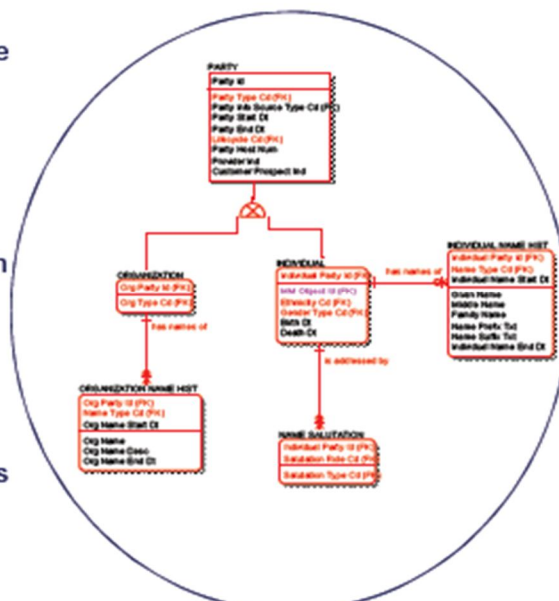 e
PARTY
Party Id
Party Type Cd (FK)
Party Info Source Type Cd (FK)
Party Start Dt
Party End Dt
Lifecycle Cd (FK)
Party Host Num
Provider Ind
Customer Prospect Ind
n
ORGANIZATION
Org Party Id (FK)
Org Type Cd (FK)
has names of
INDIVIDUAL
Individual Party Id (FK)
MM Object Id (FK)
Ethnicity Cd (FK)
Gender Type Cd (FK)
Birth Dt
Death Dt
has names of
INDIVIDUAL NAME HIST
Individual Party Id (FK)
Name Type Cd (FK)
Individual Name Start Dt
Given Name
Middle Name
Family Name
Name Prefix Txt
Name Suffix Txt
Individual Name End Dt
is addressed by
ORGANIZATION NAME HIST
Org Party Id (FK)
Name Type Cd (FK)
Org Name Start Dt
Org Name
Org Name Desc
Org Name End Dt
NAME SALUTATION
Individual Party Id (FK)
Salutation Role Cd (FK)
Salutation Type Cd (FK)
s